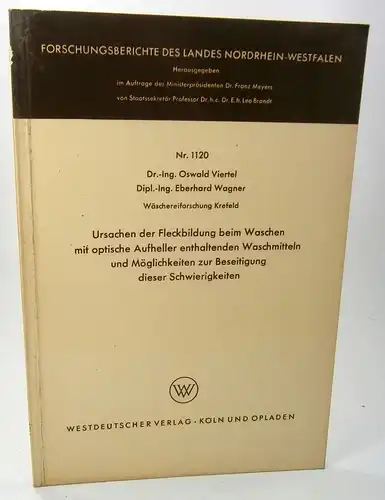 FORSCHUNGSBERICHTE DES LANDES NORDRHEIN-WESTFALEN
Herausgegeben
im Auftrage des Ministerpräsidenten Dr. Franz Meyers
von Staatssekretär Professor Dr. h. c. Dr. E. h. Leo Brandt
Nr. 1120
Dr.-Ing. Oswald Viertel
Dipl.-Ing. Eberhard Wagner
Wäschereiforschung Krefeld
Ursachen der Fleckbildung beim Waschen
mit optische Aufheller enthaltenden Waschmitteln
und Möglichkeiten zur Beseitigung
dieser Schwierigkeiten
WV
WESTDEUTSCHER VERLAG · KÖLN UND OPLADEN